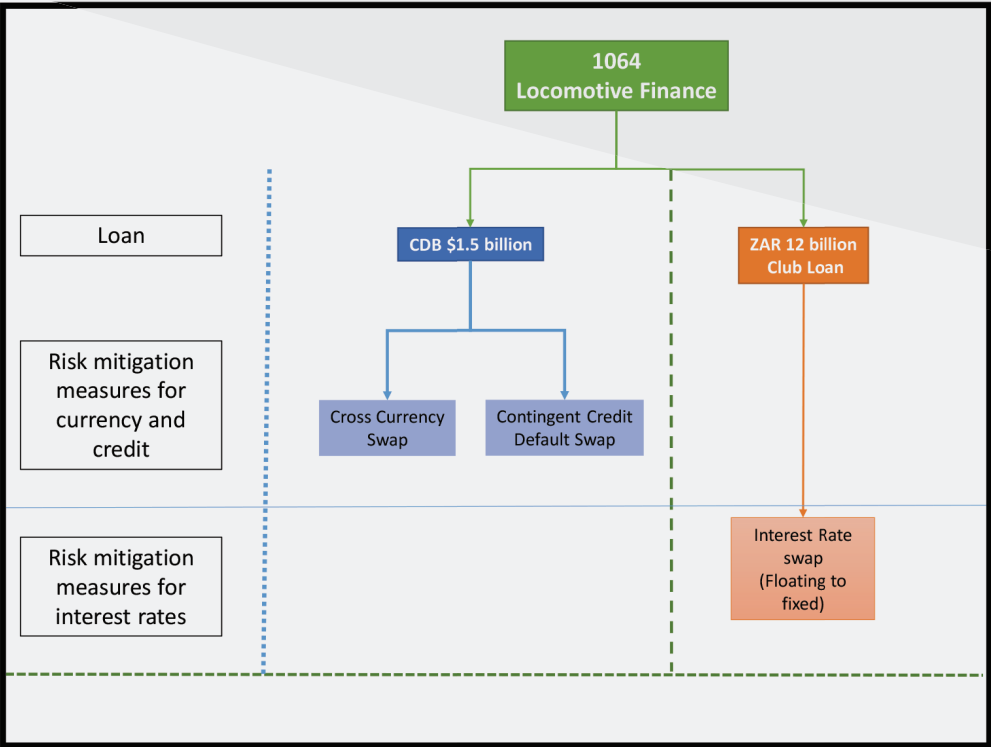 1064
Locomotive Finance
Loan
CDB $1.5 billion
ZAR 12 billion
Club Loan
Risk mitigation
measures for
currency and
credit
Cross Currency
Swap
Contingent Credit
Default Swap
Risk mitigation
measures for
interest rates
Interest Rate
swap
(Floating to
fixed)